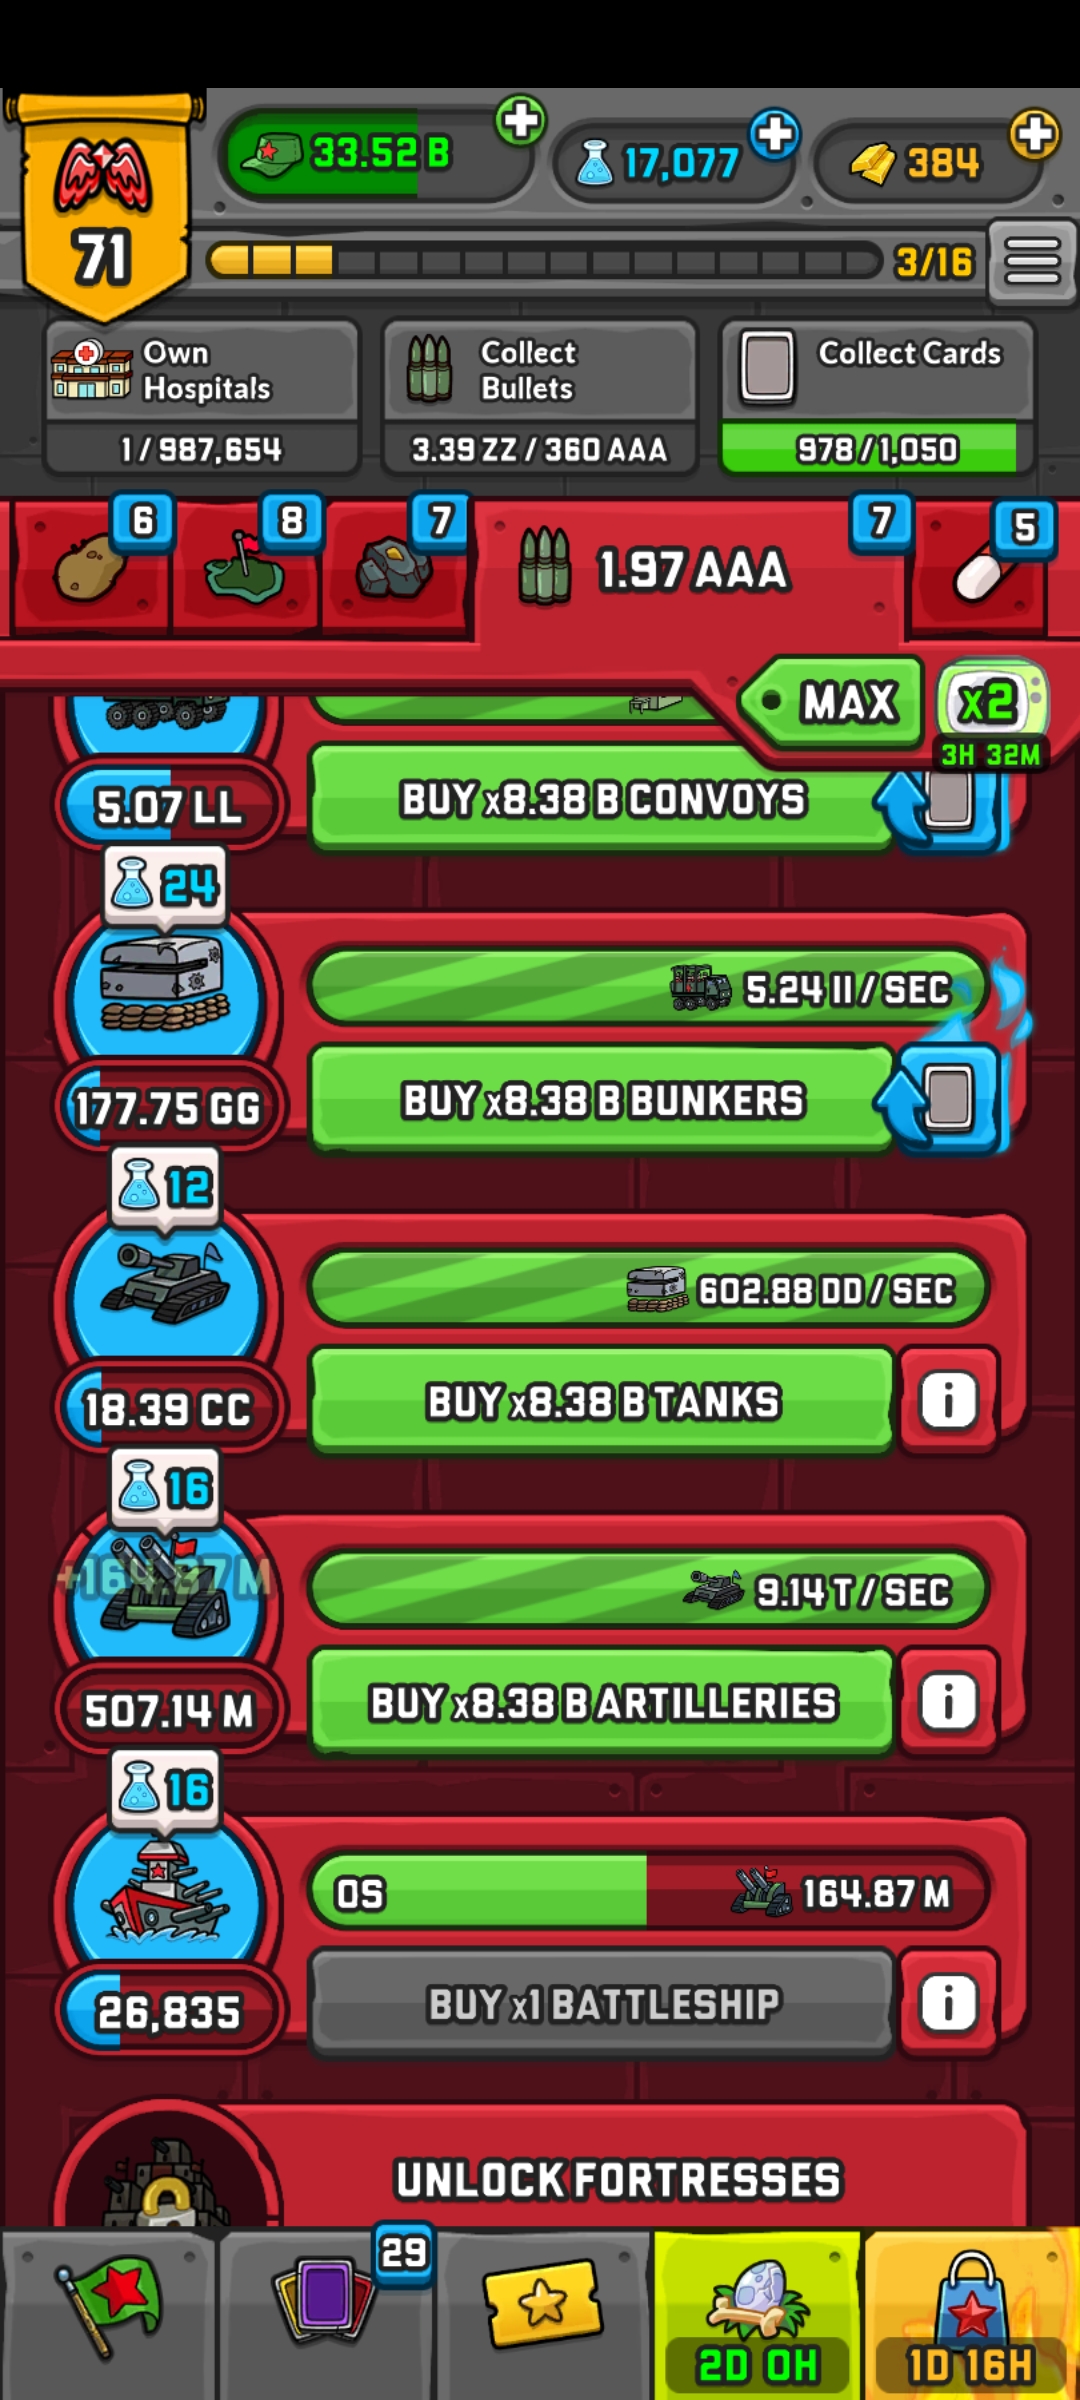 33.52 B
17,077
384
71
3/16
Own
Hospitals
1/987,654
Collect
Bullets
3.39 ZZ/360 AAA
Collect Cards
978/1,050
6
8
7
1.97 AAA
7
5
MAX
x2
3H 32M
5.07 LL
BUY x8.38 B CONVOYS
24
5.24 II/SEC
177.75 GG
BUY x8.38 B BUNKERS
12
602.88 DD/SEC
18.39 CC
BUY x8.38 B TANKS
i
16
+164.87 M
9.14 T/SEC
507.14 M
BUY x8.38 B ARTILLERIES
i
16
0S
164.87 M
26,835
BUY x1 BATTLESHIP
i
UNLOCK FORTRESSES
29
2D 0H
1D 16H